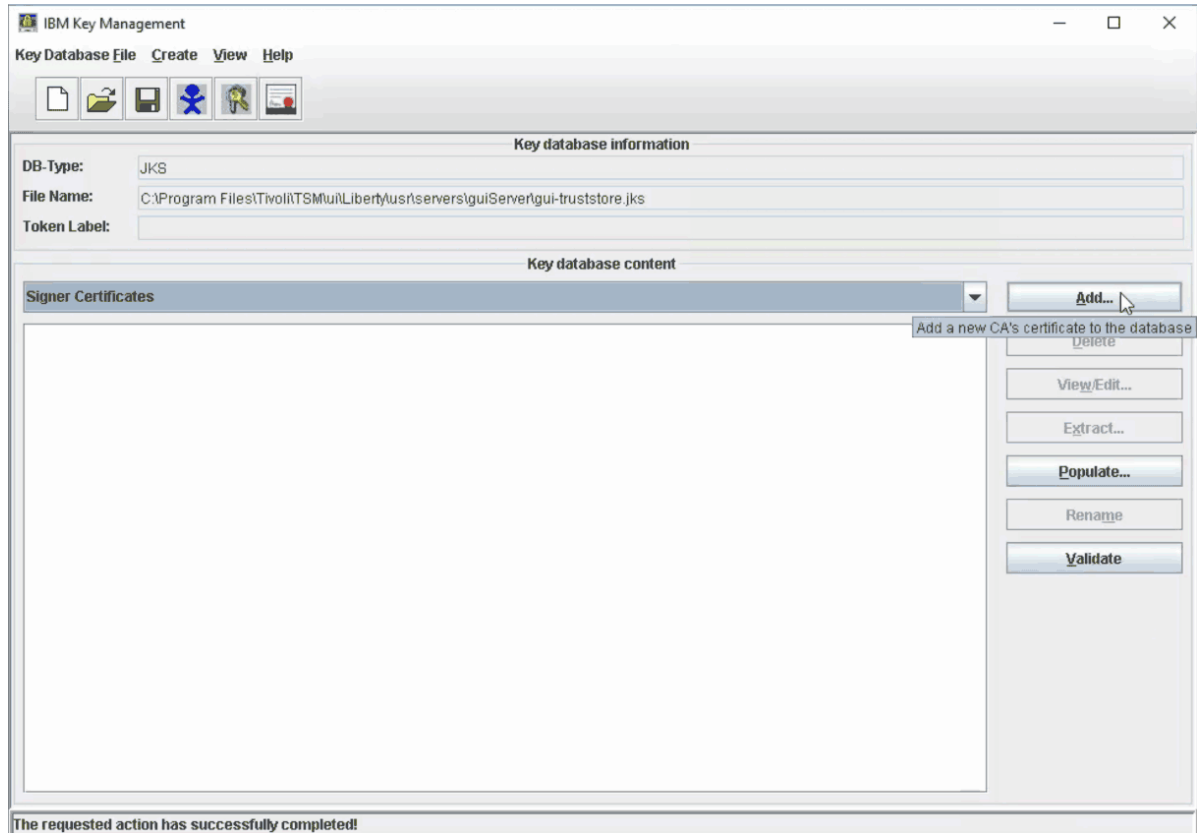 IBM Key Management
Key Database File Create View Help
Key database information
DB-Type: JKS
File Name: C:\Program Files\Tivoli\TSM\ui\Liberty\usr\servers\guiServer\gui-truststore.jks
Token Label:
Key database content
Signer Certificates
Add...
Add a new CA's certificate to the database
Delete
View/Edit...
Extract...
Populate...
Rename
Validate
The requested action has successfully completed!